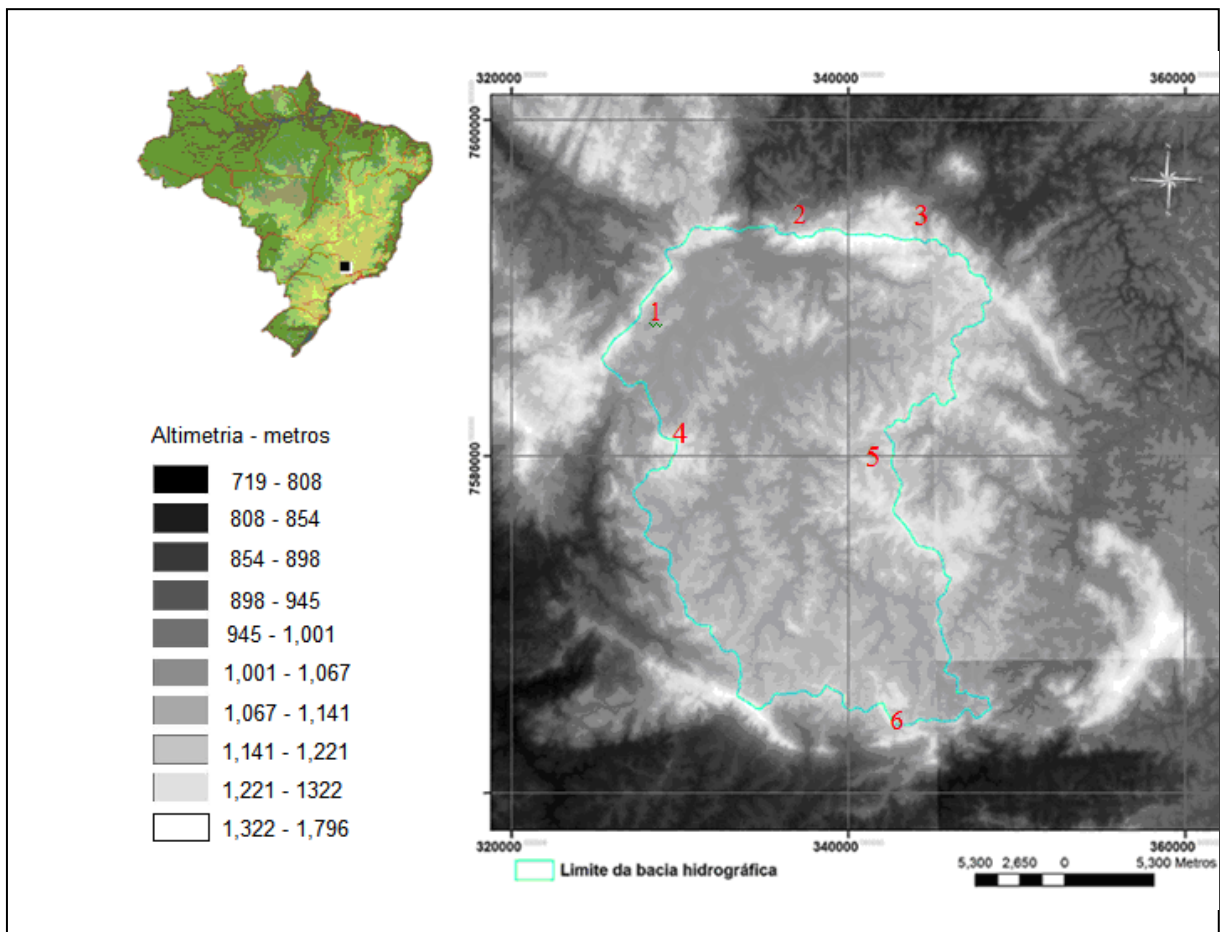 320000 340000 360000
7600000
2 3
1
Altimetria - metros
4
7580000
5
719 - 808
808 - 854
854 - 898
898 - 945
945 - 1,001
1,001 - 1,067
1,067 - 1,141
1,141 - 1,221
1,221 - 1322
1,322 - 1,796
6
320000 340000 360000
Limite da bacia hidrográfica
5,300 2,650 0 5,300 Metros